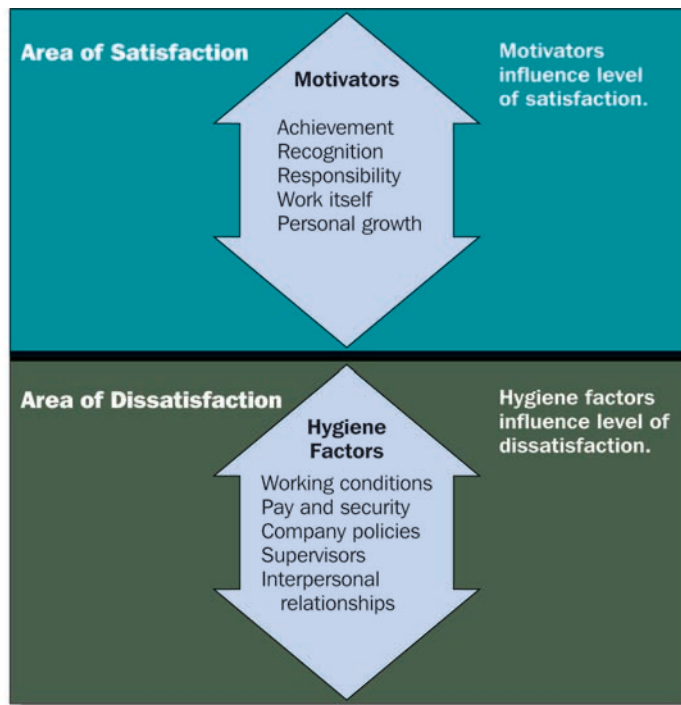 Area of Satisfaction
Motivators
Achievement
Recognition
Responsibility
Work itself
Personal growth
Motivators
influence level
of satisfaction.
Area of Dissatisfaction
Hygiene
Factors
Working conditions
Pay and security
Company policies
Supervisors
Interpersonal
relationships
Hygiene factors
influence level of
dissatisfaction.